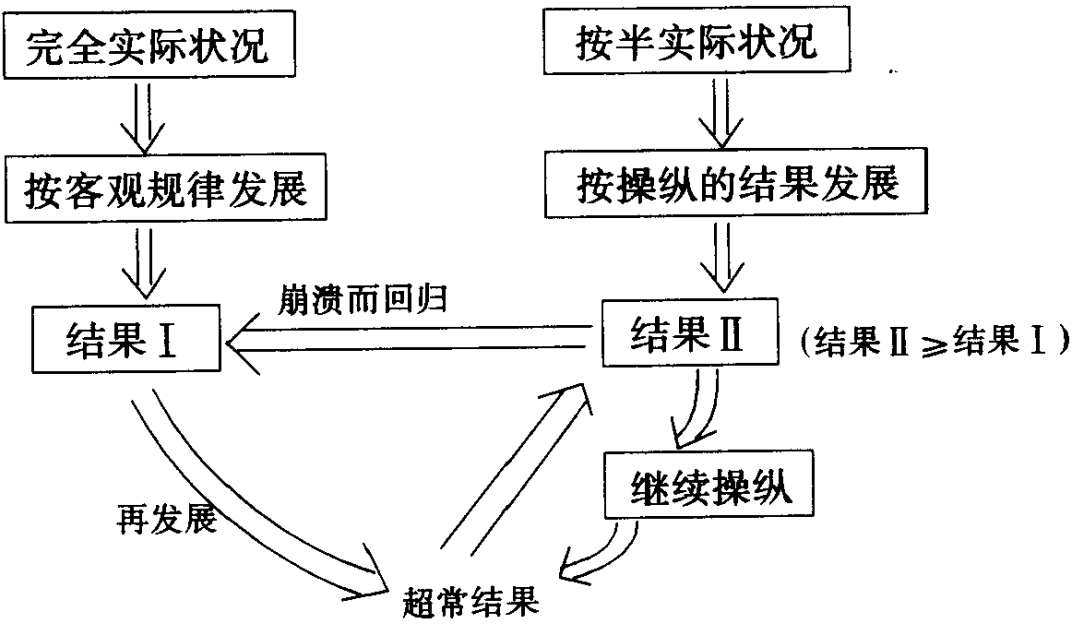 完全实际状况
按半实际状况
按客观规律发展
按操纵的结果发展
崩溃而回归
结果Ⅰ
结果Ⅱ
(结果Ⅱ≥结果Ⅰ)
继续操纵
再发展
超常结果